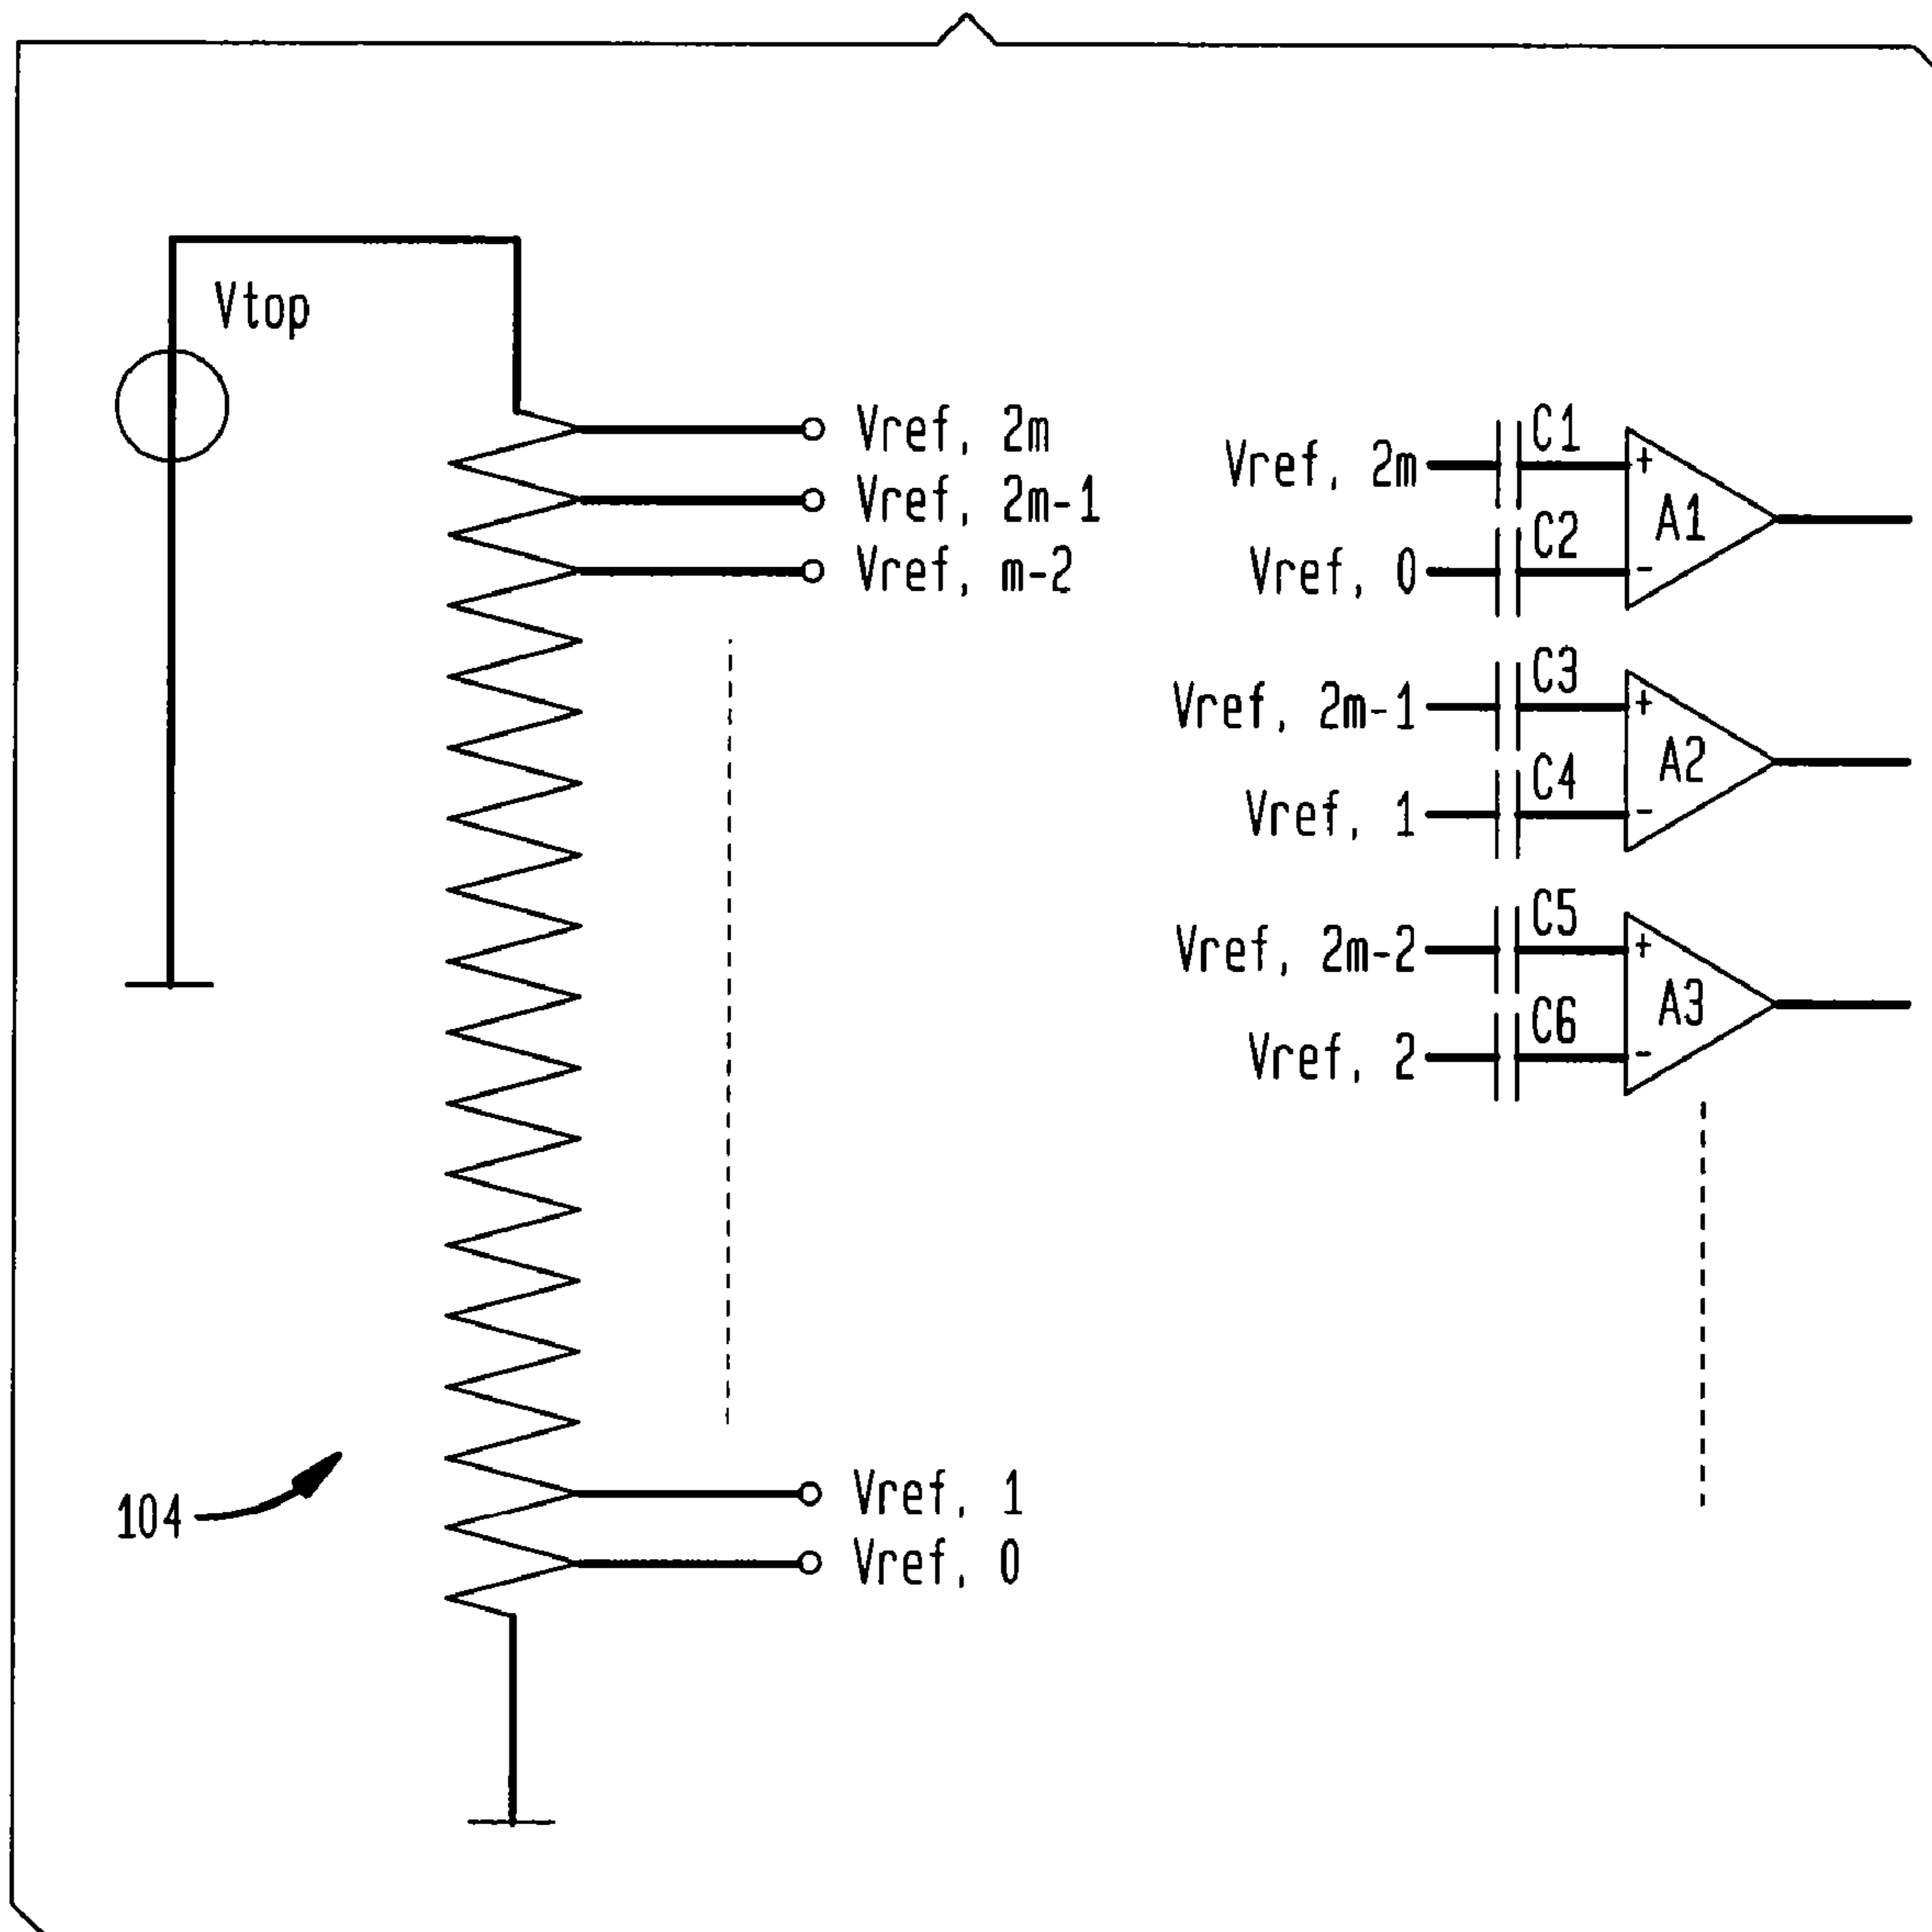 Vtop
Vref, 2m
Vref, 2m-1
Vref, m-2
Vref, 1
Vref, 0
104
Vref, 2m
C1
+
A1
Vref, 0
C2
-
Vref, 2m-1
C3
+
A2
Vref, 1
C4
-
Vref, 2m-2
C5
+
A3
Vref, 2
C6
-